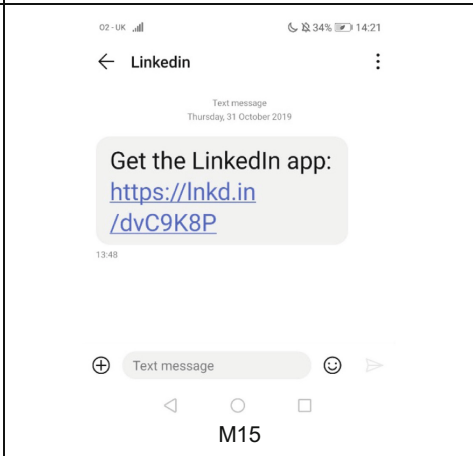 O2-UK 34% 14:21
Linkedin
Text message
Thursday, 31 October 2019
Get the LinkedIn app:
https://lnkd.in
/dvC9K8P
13:48
Text message
M15